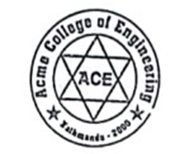 Acme College of Engineering
ACE
Kathmandu - 2000